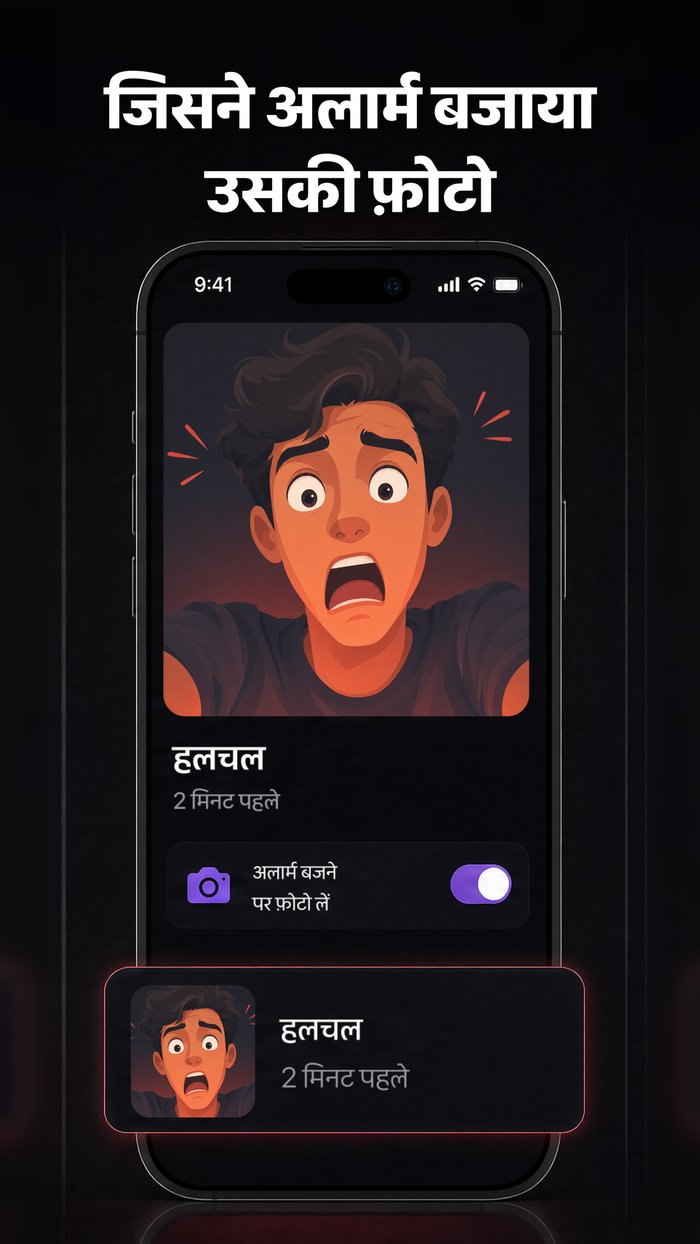 जिसने अलार्म बजाया
उसकी फ़ोटो
9:41
हलचल
2 मिनट पहले
अलार्म बजने
पर फ़ोटो लें
हलचल
2 मिनट पहले